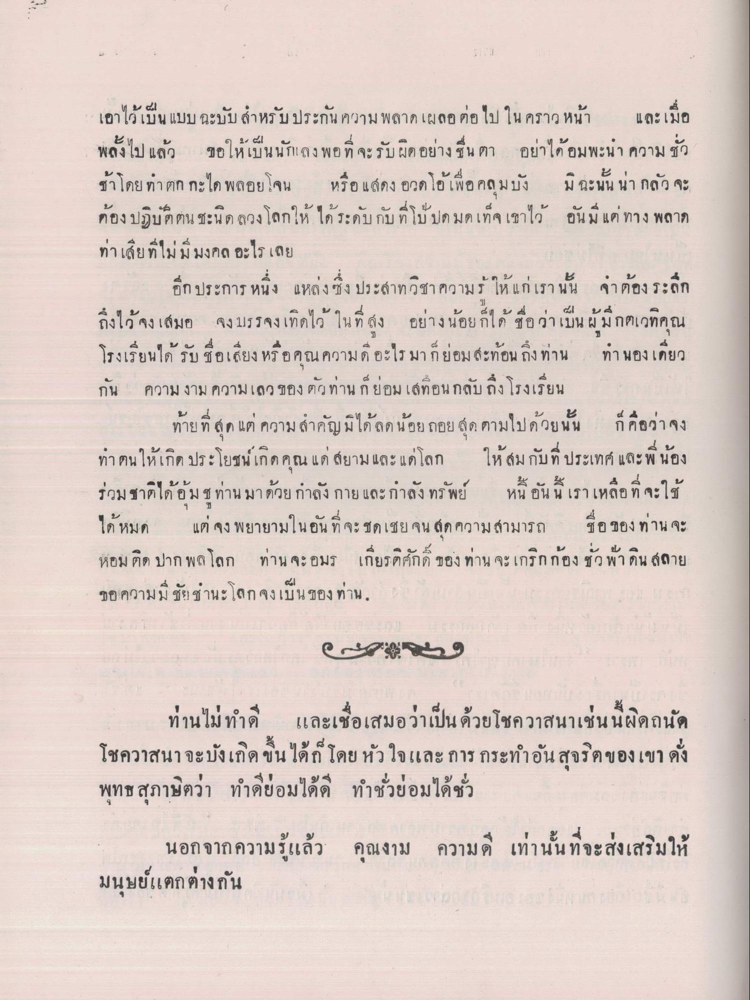 เอาไว้เป็นแบบฉะบับสำหรับประกันความพลาดเผลอต่อไปในคราวหน้า และเมื่อ
พลั้งไปแล้ว ขอให้เป็นนักเลงพอที่จะรับผิดอย่างชื่นตา อย่าได้อมพะนำความชั่ว
ช้าโดยทำตกกะไดพลอยโจน หรือแสดงอวดโอ้เพื่อคลุมบัง มิฉะนั้นน่ากลัวจะ
ต้องปฏิบัติตนชะนิดลวงโลกให้ได้ระดับกับที่โป้ปดมดเท็จเขาไว้ อันมีแต่ทางพลาด
ท่าเสียทีไม่มีมงคลอะไรเลย
อีกประการหนึ่ง แหล่งซึ่งประสาทวิชาความรู้ให้แก่เรานั้น จำต้องระลึก
ถึงไว้จงเสมอ จงบรรจงเทิดไว้ในที่สูง อย่างน้อยก็ได้ชื่อว่าเป็นผู้มีกตเวทิคุณ
โรงเรียนได้รับชื่อเสียงหรือคุณความดีอะไรมาก็ย่อมสะท้อนถึงท่าน ทำนองเดียว
กัน ความงามความเลวของตัวท่านก็ย่อมเสทือนกลับถึงโรงเรียน
ท้ายที่สุดแต่ความสำคัญมิได้ลดน้อยถอยสุดตามไปด้วยนั้น ก็คือว่าจง
ทำตนให้เกิดประโยชน์เกิดคุณแด่สยามและแด่โลก ให้สมกับที่ประเทศและพี่น้อง
ร่วมชาติได้อุ้มชูท่านมาด้วยกำลังกายและกำลังทรัพย์ หนี้อันนี้เราเหลือที่จะใช้
ได้หมด แต่จงพยายามในอันที่จะชดเชยจนสุดความสามารถ ชื่อของท่านจะ
หอมติดปากพลโลก ท่านจะอมร เกียรติศักดิ์ของท่านจะเกริกก้องชั่วฟ้าดินสลาย
ขอความมีชัยชำนะโลกจงเป็นของท่าน.
ท่านไม่ทำดี และเชื่อเสมอว่าเป็นด้วยโชควาสนาเช่นนี้ผิดถนัด
โชควาสนาจะบังเกิดขึ้นได้ก็โดยหัวใจและการกระทำอันสุจริตของเขาดั่ง
พุทธสุภาษิตว่า ทำดีย่อมได้ดี ทำชั่วย่อมได้ชั่ว
นอกจากความรู้แล้ว คุณงาม ความดี เท่านั้นที่จะส่งเสริมให้
มนุษย์แตกต่างกัน